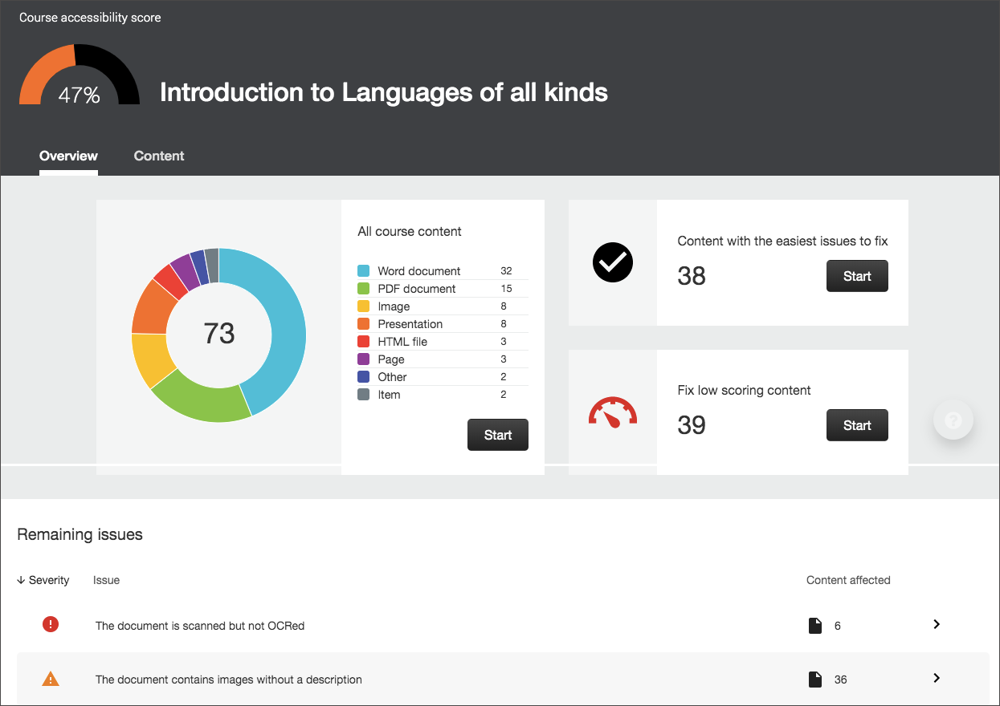 Course accessibility score
47%
Introduction to Languages of all kinds
Overview Content
73
All course content
Word document 32
PDF document 15
Image 8
Presentation 8
HTML file 3
Page 3
Other 2
Item 2
Start
Content with the easiest issues to fix
38 Start
Fix low scoring content
39 Start
?
Remaining issues
↓ Severity Issue Content affected
! The document is scanned but not OCRed 6
! The document contains images without a description 36